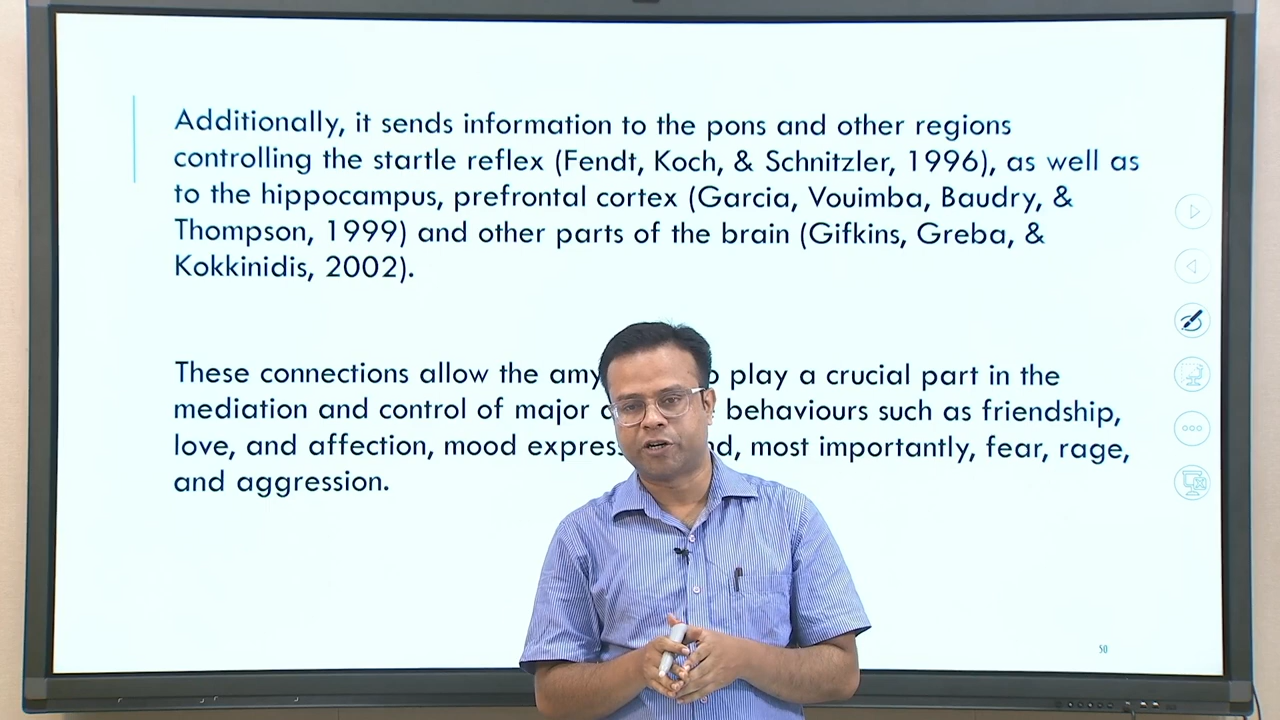 Additionally, it sends information to the pons and other regions
controlling the startle reflex (Fendt, Koch, & Schnitzler, 1996), as well as
to the hippocampus, prefrontal cortex (Garcia, Vouimba, Baudry, &
Thompson, 1999) and other parts of the brain (Gifkins, Greba, &
Kokkinidis, 2002).
These connections allow the play a crucial part in the
mediation and control of major behaviours such as friendship,
love, and affection, mood most importantly, fear, rage,
and aggression.
50